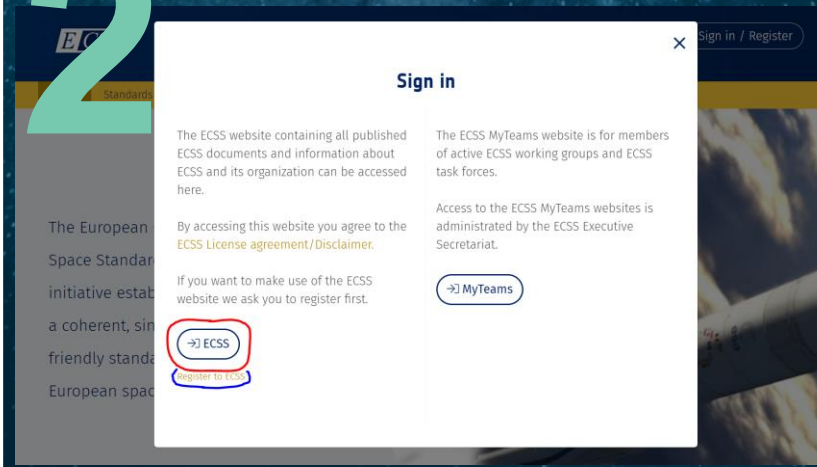 2
Sign in / Register
Standards
Sign in
The ECSS website containing all published
ECSS documents and information about
ECSS and its organization can be accessed
here.
By accessing this website you agree to the
ECSS License agreement/Disclaimer.
If you want to make use of the ECSS
website we ask you to register first.
ECSS
Register to ECSS
The ECSS MyTeams website is for members
of active ECSS working groups and ECSS
task forces.
Access to the ECSS MyTeams websites is
administrated by the ECSS Executive
Secretariat.
MyTeams
The European
Space Standar
initiative estab
a coherent, sin
friendly standa
European spac